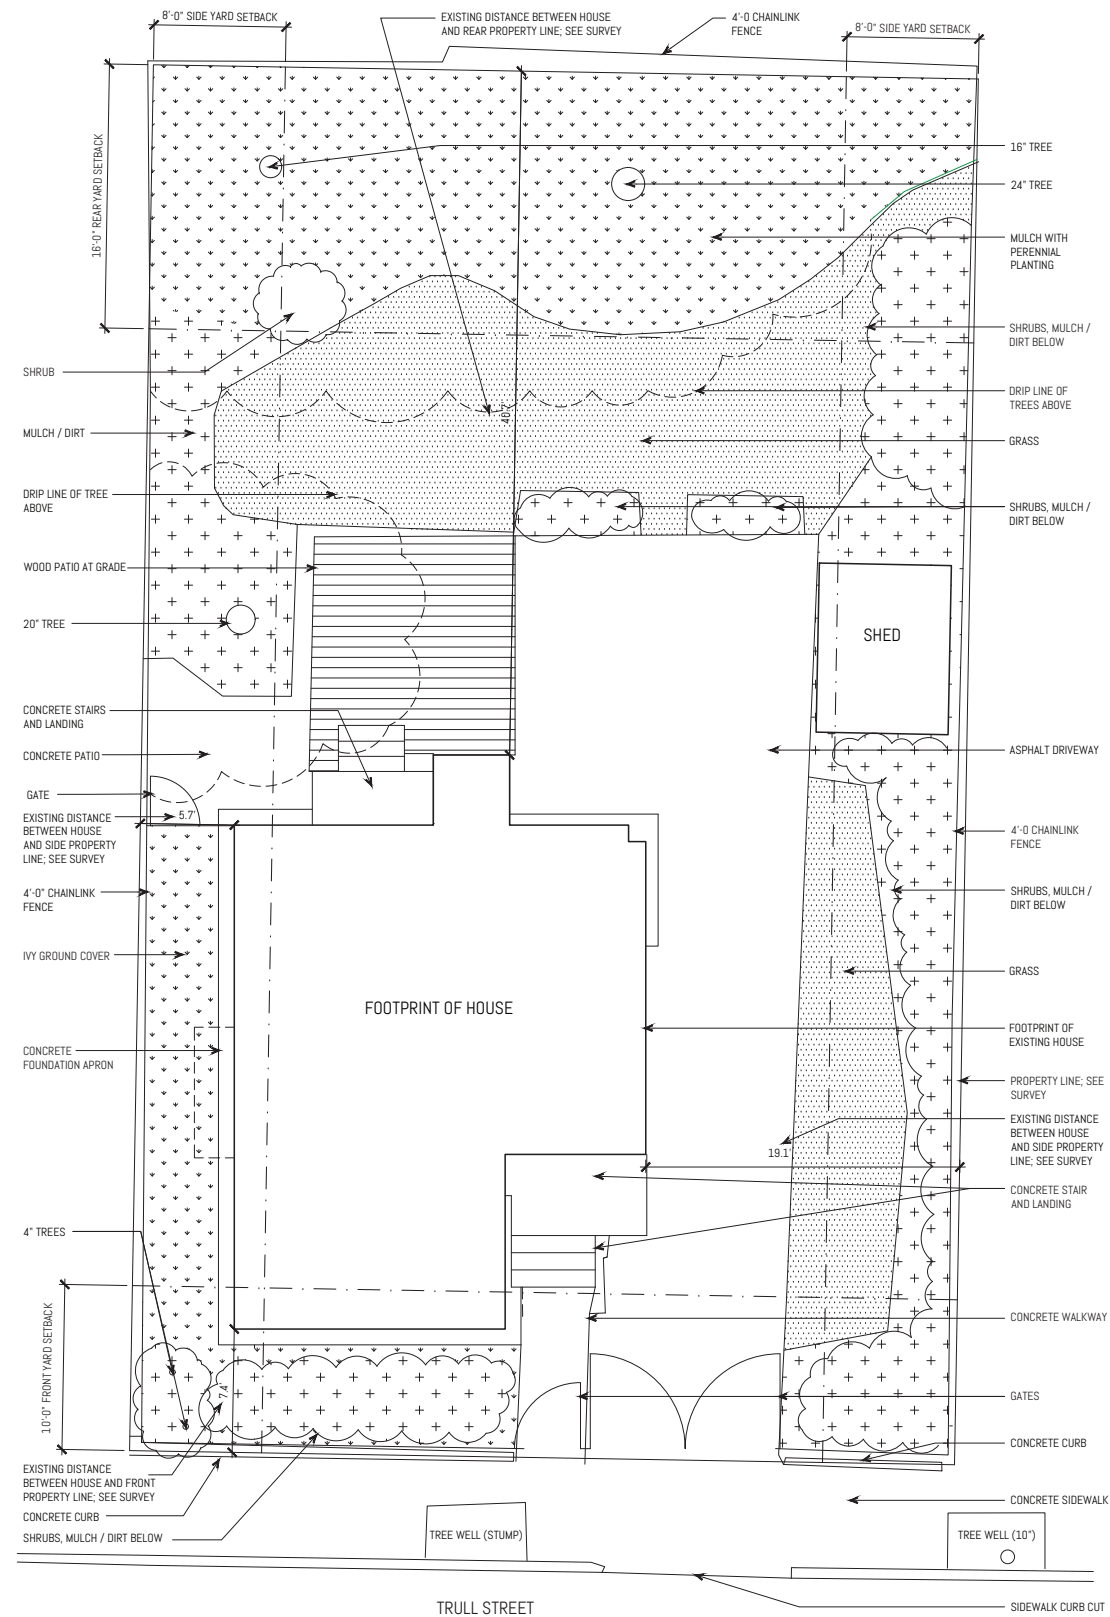 8'-0" SIDE YARD SETBACK
EXISTING DISTANCE BETWEEN HOUSE
AND REAR PROPERTY LINE; SEE SURVEY
4'-0 CHAINLINK
FENCE
8'-0" SIDE YARD SETBACK
16'-0" REAR YARD SETBACK
16" TREE
24" TREE
MULCH WITH
PERENNIAL
PLANTING
SHRUBS, MULCH /
DIRT BELOW
SHRUB
DRIP LINE OF
TREES ABOVE
MULCH / DIRT
GRASS
DRIP LINE OF TREE
ABOVE
SHRUBS, MULCH /
DIRT BELOW
WOOD PATIO AT GRADE
20" TREE
SHED
CONCRETE STAIRS
AND LANDING
CONCRETE PATIO
ASPHALT DRIVEWAY
GATE
5.7'
EXISTING DISTANCE
BETWEEN HOUSE
AND SIDE PROPERTY
LINE; SEE SURVEY
4'-0 CHAINLINK
FENCE
4'-0" CHAINLINK
FENCE
SHRUBS, MULCH /
DIRT BELOW
IVY GROUND COVER
GRASS
FOOTPRINT OF HOUSE
FOOTPRINT OF
EXISTING HOUSE
CONCRETE
FOUNDATION APRON
PROPERTY LINE; SEE
SURVEY
EXISTING DISTANCE
BETWEEN HOUSE
AND SIDE PROPERTY
LINE; SEE SURVEY
19.1'
CONCRETE STAIR
AND LANDING
4" TREES
10'-0" FRONT YARD SETBACK
CONCRETE WALKWAY
7.4'
GATES
CONCRETE CURB
EXISTING DISTANCE
BETWEEN HOUSE AND FRONT
PROPERTY LINE; SEE SURVEY
CONCRETE CURB
SHRUBS, MULCH / DIRT BELOW
CONCRETE SIDEWALK
TREE WELL (STUMP)
TREE WELL (10")
TRULL STREET
SIDEWALK CURB CUT